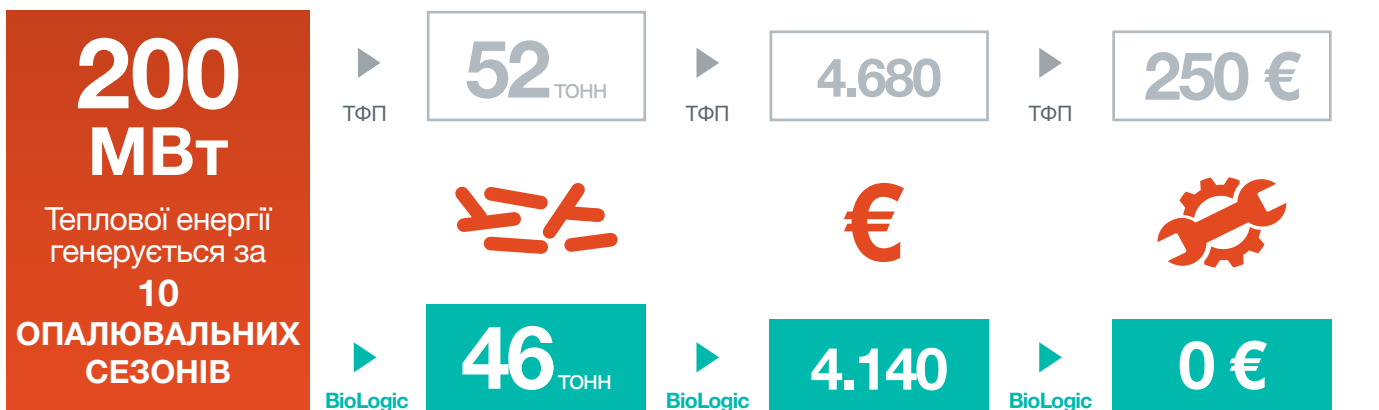 200
МВт
Теплової енергії
генерується за
10
ОПАЛЮВАЛЬНИХ
СЕЗОНІВ
ТФП
52 ТОНН
ТФП
4.680
ТФП
250 €
€
BioLogic
46 ТОНН
BioLogic
4.140
BioLogic
0 €